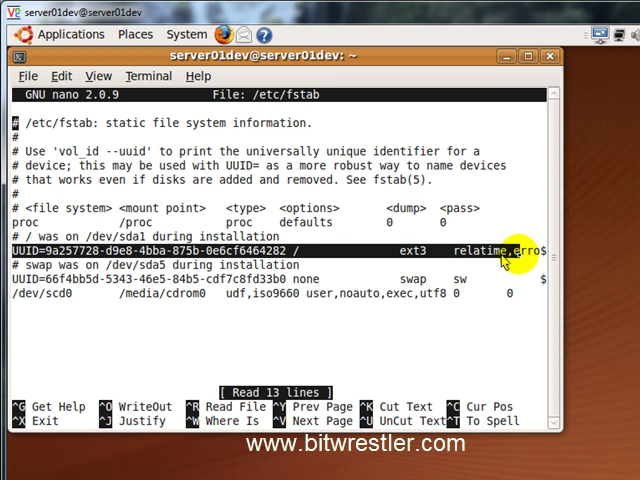 server01dev@server01dev
Applications Places System
server01dev@server01dev: ~
File Edit View Terminal Help
GNU nano 2.0.9 File: /etc/fstab
# /etc/fstab: static file system information.
#
# Use 'vol_id --uuid' to print the universally unique identifier for a
# device; this may be used with UUID= as a more robust way to name devices
# that works even if disks are added and removed. See fstab(5).
#
# <file system> <mount point> <type> <options> <dump> <pass>
proc /proc proc defaults 0 0
# / was on /dev/sda1 during installation
UUID=9a257728-d9e8-4bba-875b-0e6cf6464282 / ext3 relatime,erro$
# swap was on /dev/sda5 during installation
UUID=66f4bb5d-5343-46e5-84b5-cdf7c8fd33b0 none swap sw $
/dev/scd0 /media/cdrom0 udf,iso9660 user,noauto,exec,utf8 0 0
[ Read 13 lines ]
^G Get Help ^O WriteOut ^R Read File ^Y Prev Page ^K Cut Text ^C Cur Pos
^X Exit ^J Justify ^W Where Is ^V Next Page ^U UnCut Text ^T To Spell
www.bitwrestler.com